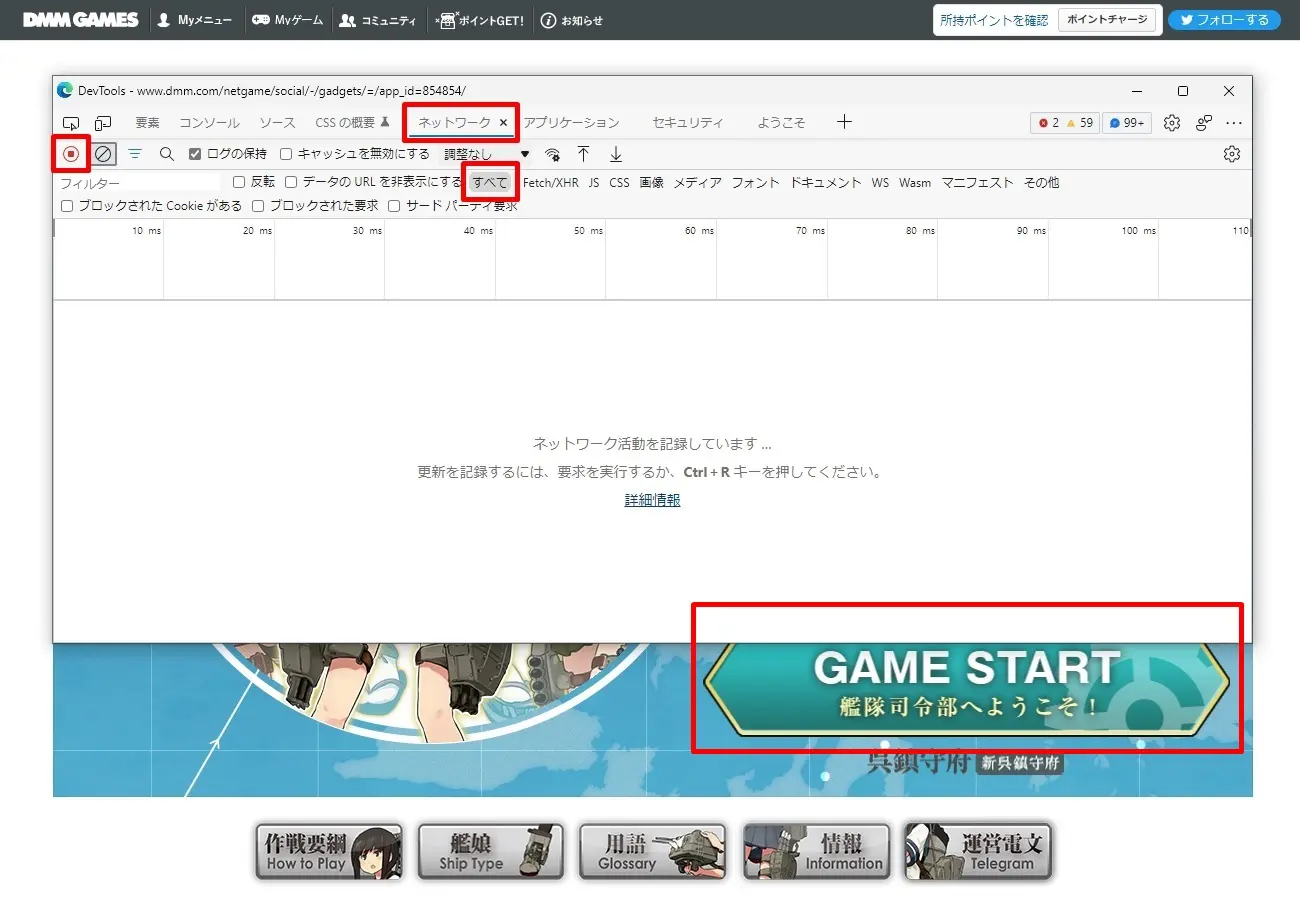 DMM GAMES Myメニュー Myゲーム コミュニティ ポイントGET! お知らせ 所持ポイントを確認 ポイントチャージ フォローする
DevTools - www.dmm.com/netgame/social/-/gadgets/=/app_id=854854/
要素 コンソール ソース CSS の概要 ネットワーク アプリケーション セキュリティ ようこそ 2 59 99+
ログの保持 キャッシュを無効にする 調整なし
フィルター 反転 データの URL を非表示にする すべて Fetch/XHR JS CSS 画像 メディア フォント ドキュメント WS Wasm マニフェスト その他
ブロックされた Cookie がある ブロックされた要求 サード パーティ要求
10 ms 20 ms 30 ms 40 ms 50 ms 60 ms 70 ms 80 ms 90 ms 100 ms 110
ネットワーク活動を記録しています ...
更新を記録するには、要求を実行するか、Ctrl + R キーを押してください。
詳細情報
GAME START
艦隊司令部へようこそ！
呉鎮守府 新呉鎮守府
作戦要綱 艦娘 用語 情報 運営電文
How to Play Ship Type Glossary Information Telegram